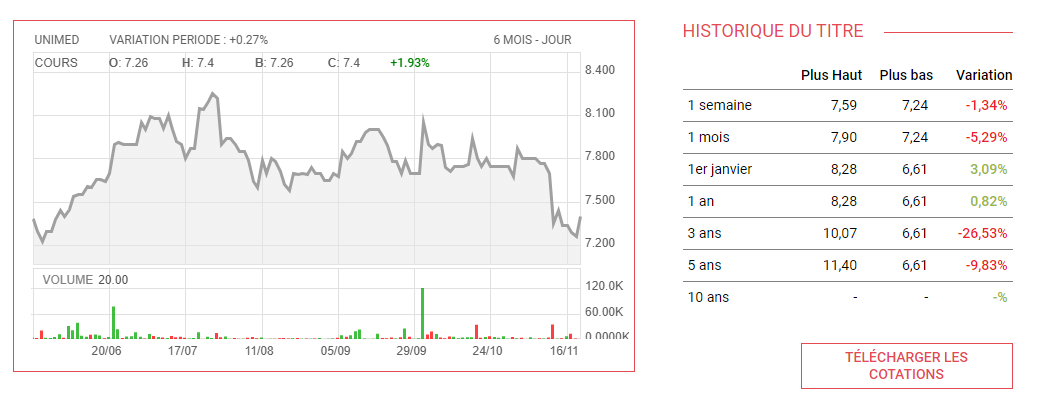 UNIMED VARIATION PERIODE : +0.27% 6 MOIS - JOUR
COURS O: 7.26 H: 7.4 B: 7.26 C: 7.4 +1.93%
8.400
8.100
7.800
7.500
7.200
VOLUME 20.00
120.0K
60.00K
0.0000K
20/06 17/07 11/08 05/09 29/09 24/10 16/11
HISTORIQUE DU TITRE
Plus Haut Plus bas Variation
1 semaine 7,59 7,24 -1,34%
1 mois 7,90 7,24 -5,29%
1er janvier 8,28 6,61 3,09%
1 an 8,28 6,61 0,82%
3 ans 10,07 6,61 -26,53%
5 ans 11,40 6,61 -9,83%
10 ans - - -%
TÉLÉCHARGER LES
COTATIONS